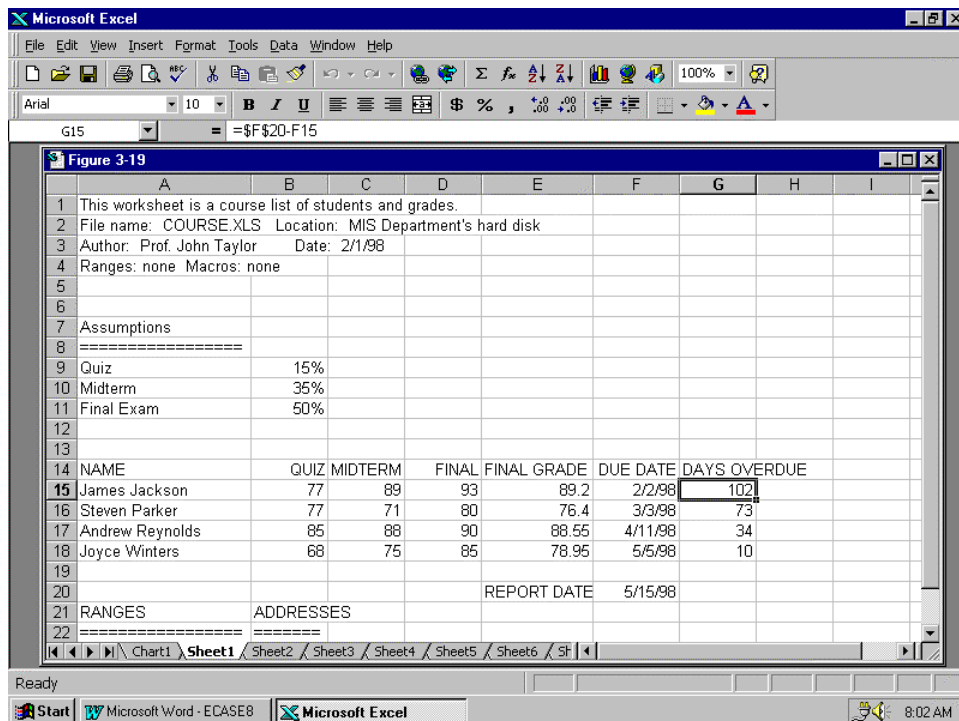 Microsoft Excel
File Edit View Insert Format Tools Data Window Help
100%
Arial 10 B I U $ % ,
G15 = =$F$20-F15
Figure 3-19
A B C D E F G H I
1 This worksheet is a course list of students and grades.
2 File name: COURSE.XLS Location: MIS Department's hard disk
3 Author: Prof. John Taylor Date: 2/1/98
4 Ranges: none Macros: none
5
6
7 Assumptions
8 =================
9 Quiz 15%
10 Midterm 35%
11 Final Exam 50%
12
13
14 NAME QUIZ MIDTERM FINAL FINAL GRADE DUE DATE DAYS OVERDUE
15 James Jackson 77 89 93 89.2 2/2/98 102
16 Steven Parker 77 71 80 76.4 3/3/98 73
17 Andrew Reynolds 85 88 90 88.55 4/11/98 34
18 Joyce Winters 68 75 85 78.95 5/5/98 10
19
20 REPORT DATE 5/15/98
21 RANGES ADDRESSES
22 ================= =======
Chart1 Sheet1 Sheet2 Sheet3 Sheet4 Sheet5 Sheet6
Ready
Start Microsoft Word - ECASE8 Microsoft Excel 8:02 AM